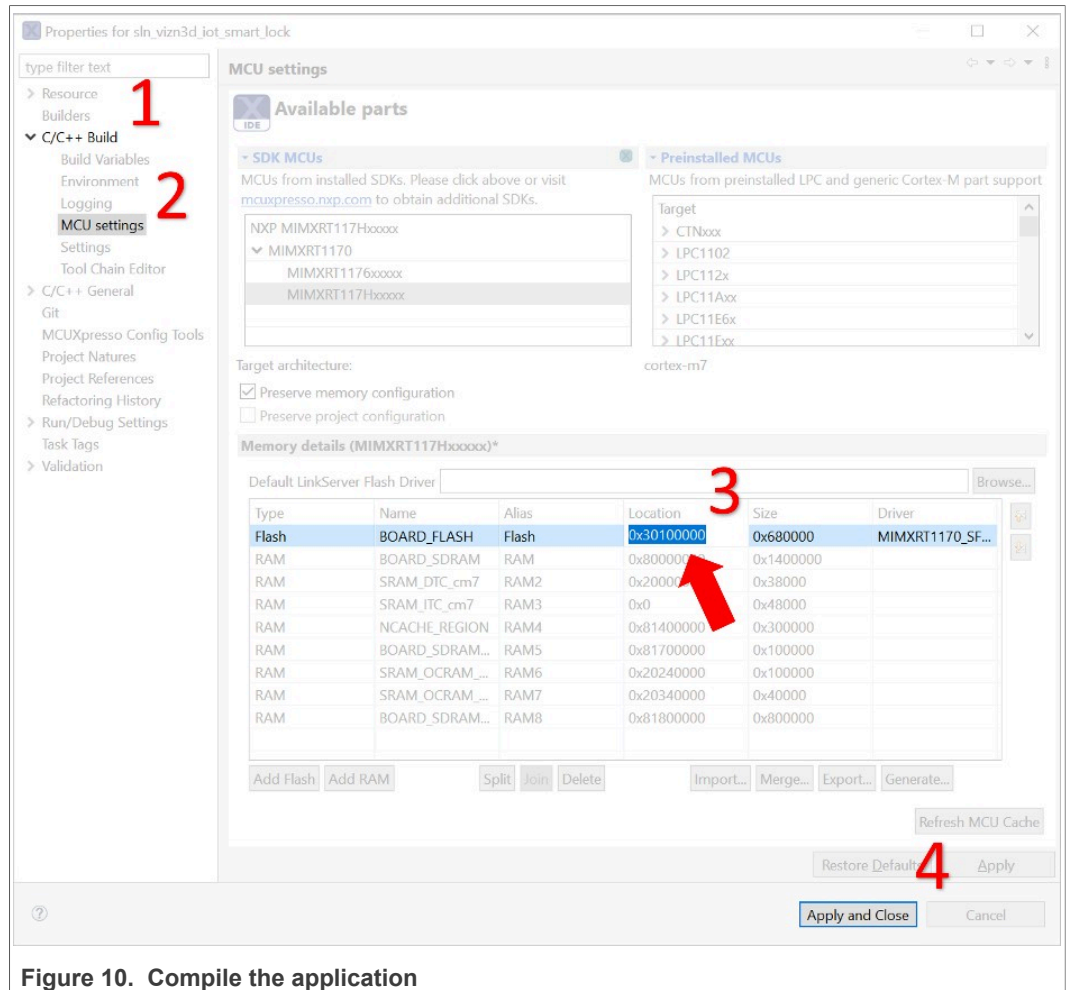 Properties for sln_vizn3d_iot_smart_lock
type filter text
MCU settings
1
> Resource
Builders
C/C++ Build
Build Variables
Environment
Logging
2
MCU settings
Settings
Tool Chain Editor
> C/C++ General
Git
MCUXpresso Config Tools
Project Natures
Project References
Refactoring History
> Run/Debug Settings
Task Tags
> Validation
IDE
Available parts
SDK MCUs
MCUs from installed SDKs. Please click above or visit
mcuxpresso.nxp.com to obtain additional SDKs.
NXP MIMXRT117Hxxxxx
MIMXRT1170
MIMXRT1176xxxxx
MIMXRT117Hxxxxx
Preinstalled MCUs
MCUs from preinstalled LPC and generic Cortex-M part support
Target
> CTNxxx
> LPC1102
> LPC112x
> LPC11Axx
> LPC11E6x
> LPC11Exx
Target architecture: cortex-m7
Preserve memory configuration
Preserve project configuration
Memory details (MIMXRT117Hxxxxx)*
Default LinkServer Flash Driver Browse...
3
Type Name Alias Location Size Driver
Flash BOARD_FLASH Flash 0x30100000 0x680000 MIMXRT1170_SF...
RAM BOARD_SDRAM RAM 0x80000000 0x1400000
RAM SRAM_DTC_cm7 RAM2 0x20000 0x38000
RAM SRAM_ITC_cm7 RAM3 0x0 0x48000
RAM NCACHE_REGION RAM4 0x81400000 0x300000
RAM BOARD_SDRAM... RAM5 0x81700000 0x100000
RAM SRAM_OCRAM_... RAM6 0x20240000 0x100000
RAM SRAM_OCRAM_... RAM7 0x20340000 0x40000
RAM BOARD_SDRAM... RAM8 0x81800000 0x800000
Add Flash Add RAM Split Join Delete Import... Merge... Export... Generate...
Refresh MCU Cache
Restore Defaults Apply
4
Apply and Close Cancel
Figure 10. Compile the application